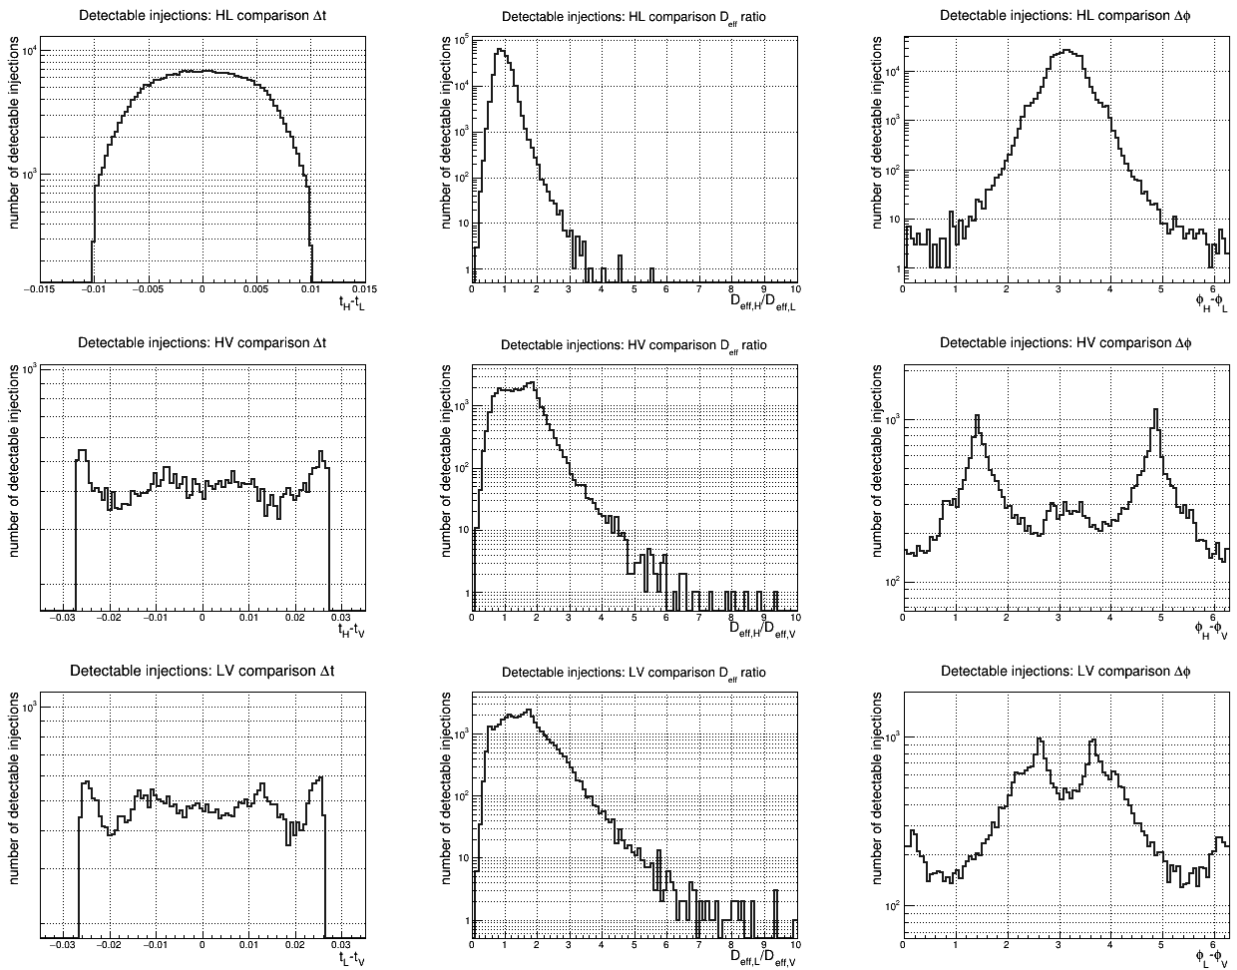 Detectable injections: HL comparison Δt
number of detectable injections
10⁴
10³
−0.015 −0.01 −0.005 0 0.005 0.01 0.015
t_H-t_L
Detectable injections: HL comparison D_eff ratio
number of detectable injections
10⁵
10⁴
10³
10²
10
1
0 1 2 3 4 5 6 7 8 9 10
D_eff,H/D_eff,L
Detectable injections: HL comparison Δϕ
number of detectable injections
10⁴
10³
10²
10
1
0 1 2 3 4 5 6
ϕ_H-ϕ_L
Detectable injections: HV comparison Δt
number of detectable injections
10³
−0.03 −0.02 −0.01 0 0.01 0.02 0.03
t_H-t_V
Detectable injections: HV comparison D_eff ratio
number of detectable injections
10³
10²
10
1
0 1 2 3 4 5 6 7 8 9 10
D_eff,H/D_eff,V
Detectable injections: HV comparison Δϕ
number of detectable injections
10³
10²
0 1 2 3 4 5 6
ϕ_H-ϕ_V
Detectable injections: LV comparison Δt
number of detectable injections
10³
−0.03 −0.02 −0.01 0 0.01 0.02 0.03
t_L-t_V
Detectable injections: LV comparison D_eff ratio
number of detectable injections
10³
10²
10
1
0 1 2 3 4 5 6 7 8 9 10
D_eff,L/D_eff,V
Detectable injections: LV comparison Δϕ
number of detectable injections
10³
10²
0 1 2 3 4 5 6
ϕ_L-ϕ_V